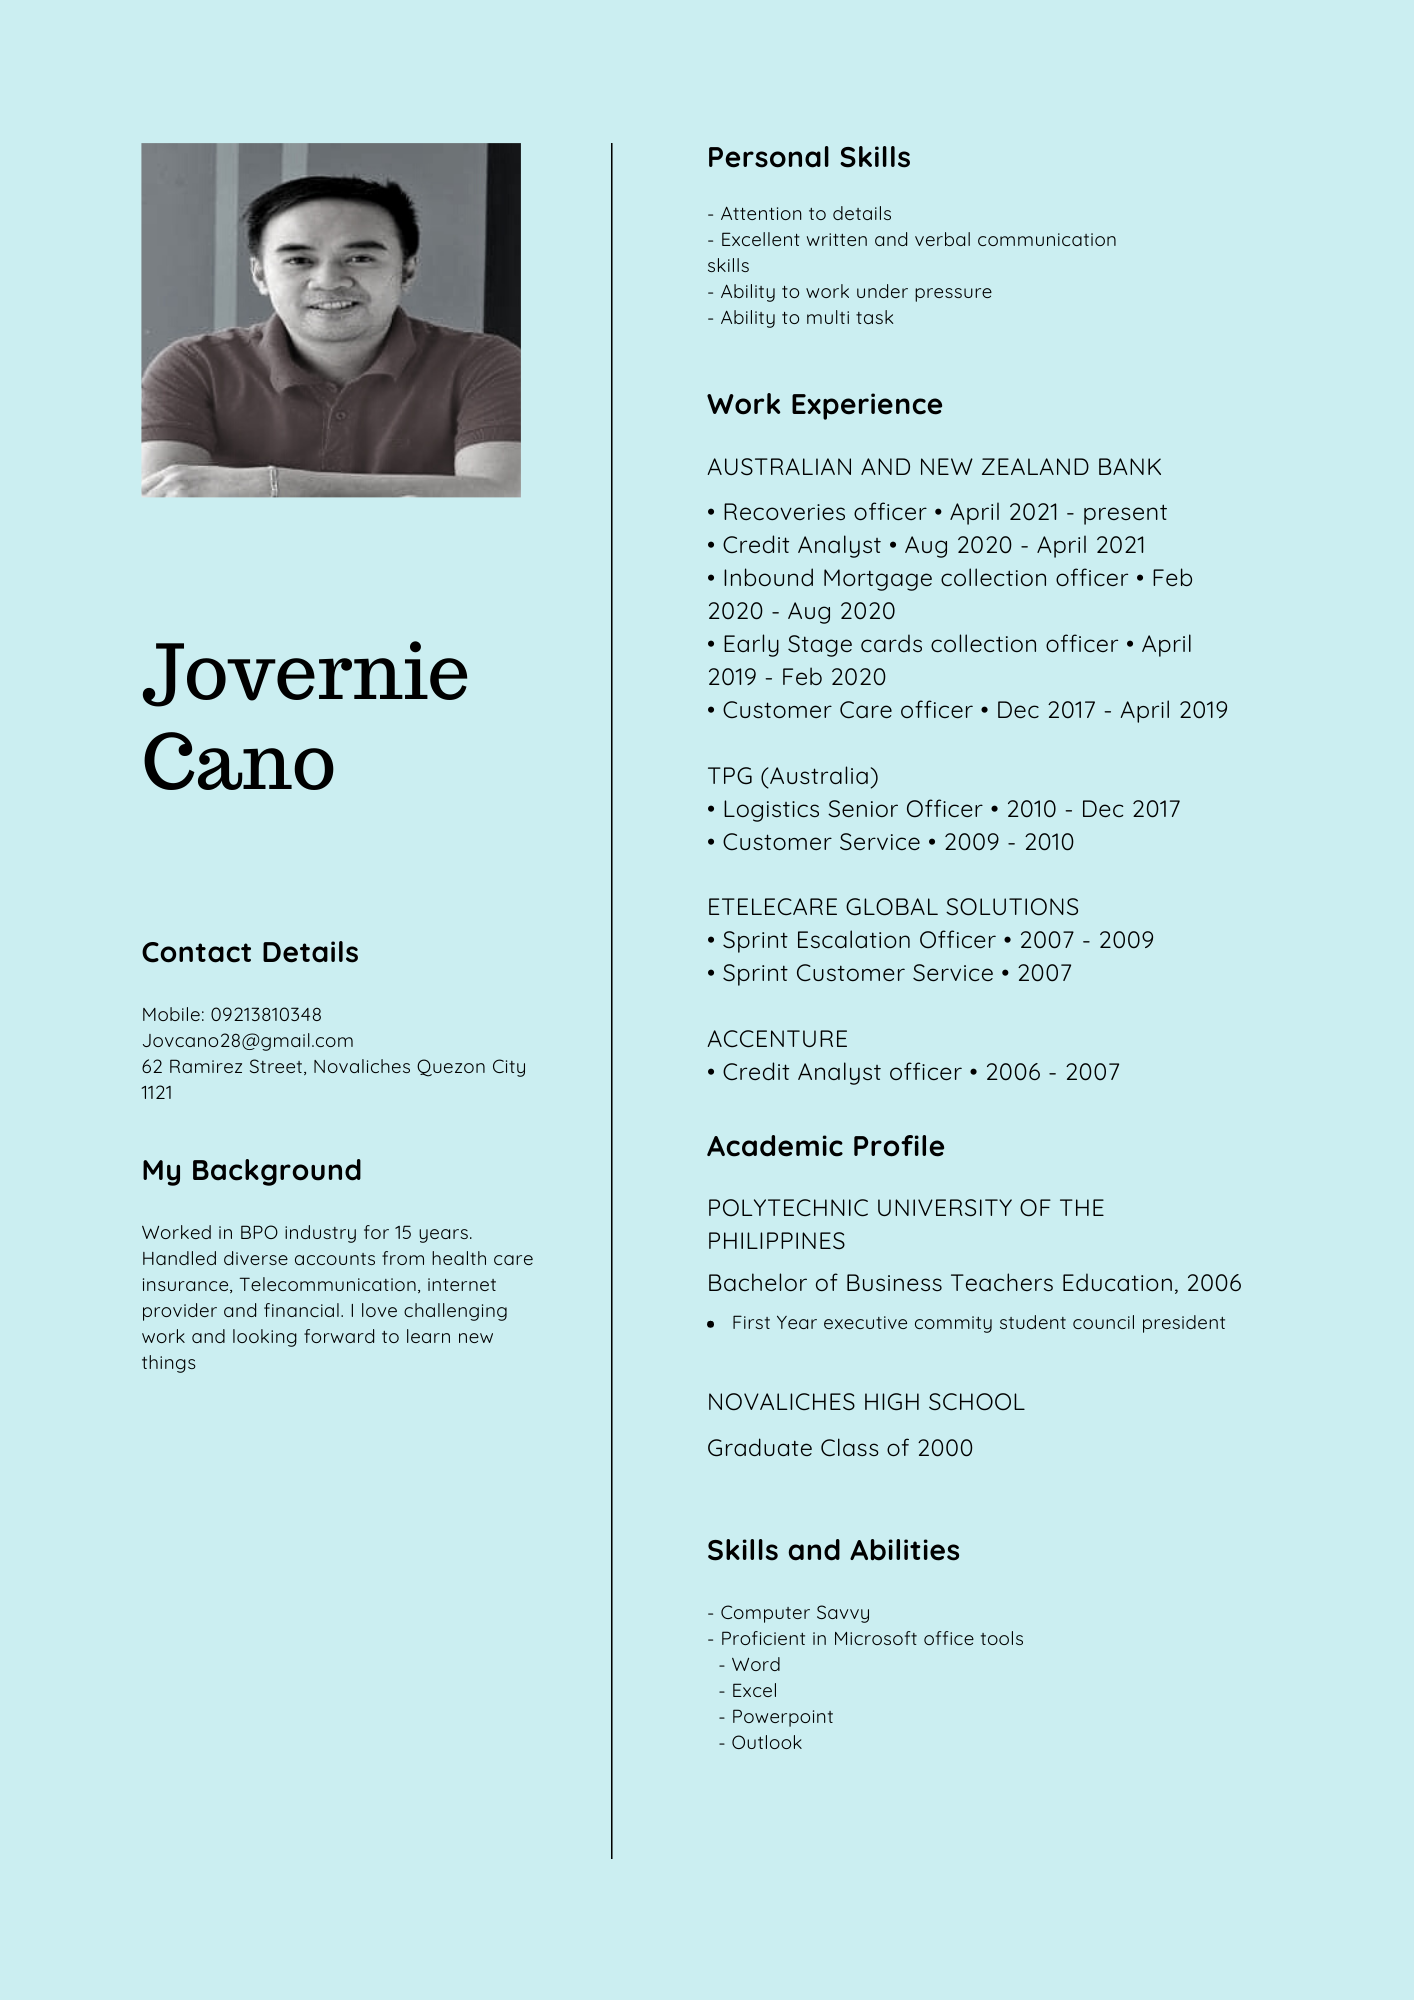 Jovernie
Cano
Contact Details
Mobile: 09213810348
Jovcano28@gmail.com
62 Ramirez Street, Novaliches Quezon City
1121
My Background
Worked in BPO industry for 15 years.
Handled diverse accounts from health care
insurance, Telecommunication, internet
provider and financial. I love challenging
work and looking forward to learn new
things
Personal Skills
- Attention to details
- Excellent written and verbal communication
skills
- Ability to work under pressure
- Ability to multi task
Work Experience
AUSTRALIAN AND NEW ZEALAND BANK
• Recoveries officer • April 2021 - present
• Credit Analyst • Aug 2020 - April 2021
• Inbound Mortgage collection officer • Feb
2020 - Aug 2020
• Early Stage cards collection officer • April
2019 - Feb 2020
• Customer Care officer • Dec 2017 - April 2019
TPG (Australia)
• Logistics Senior Officer • 2010 - Dec 2017
• Customer Service • 2009 - 2010
ETELECARE GLOBAL SOLUTIONS
• Sprint Escalation Officer • 2007 - 2009
• Sprint Customer Service • 2007
ACCENTURE
• Credit Analyst officer • 2006 - 2007
Academic Profile
POLYTECHNIC UNIVERSITY OF THE
PHILIPPINES
Bachelor of Business Teachers Education, 2006
• First Year executive commity student council president
NOVALICHES HIGH SCHOOL
Graduate Class of 2000
Skills and Abilities
- Computer Savvy
- Proficient in Microsoft office tools
- Word
- Excel
- Powerpoint
- Outlook